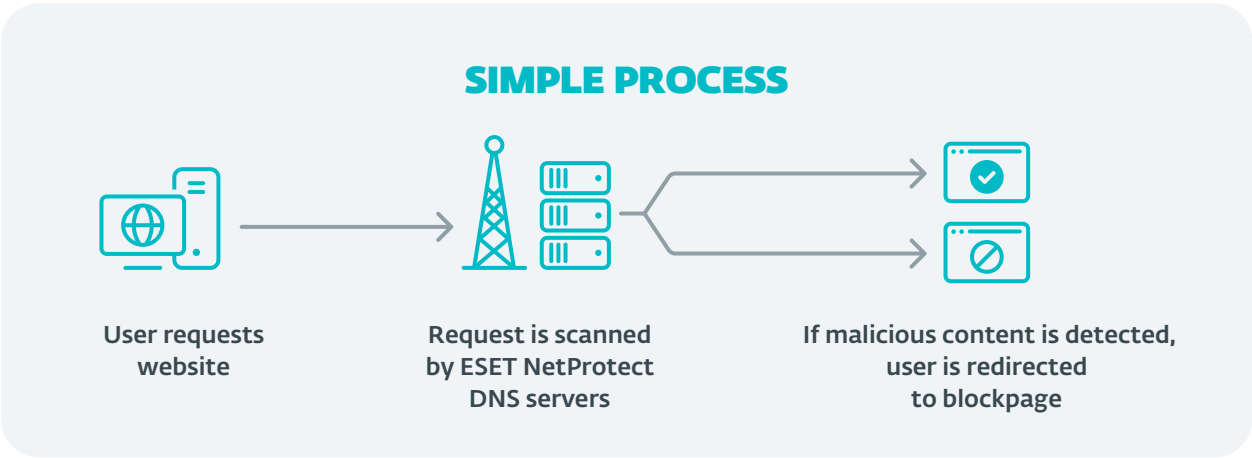 SIMPLE PROCESS
User requests
website
Request is scanned
by ESET NetProtect
DNS servers
If malicious content is detected,
user is redirected
to blockpage